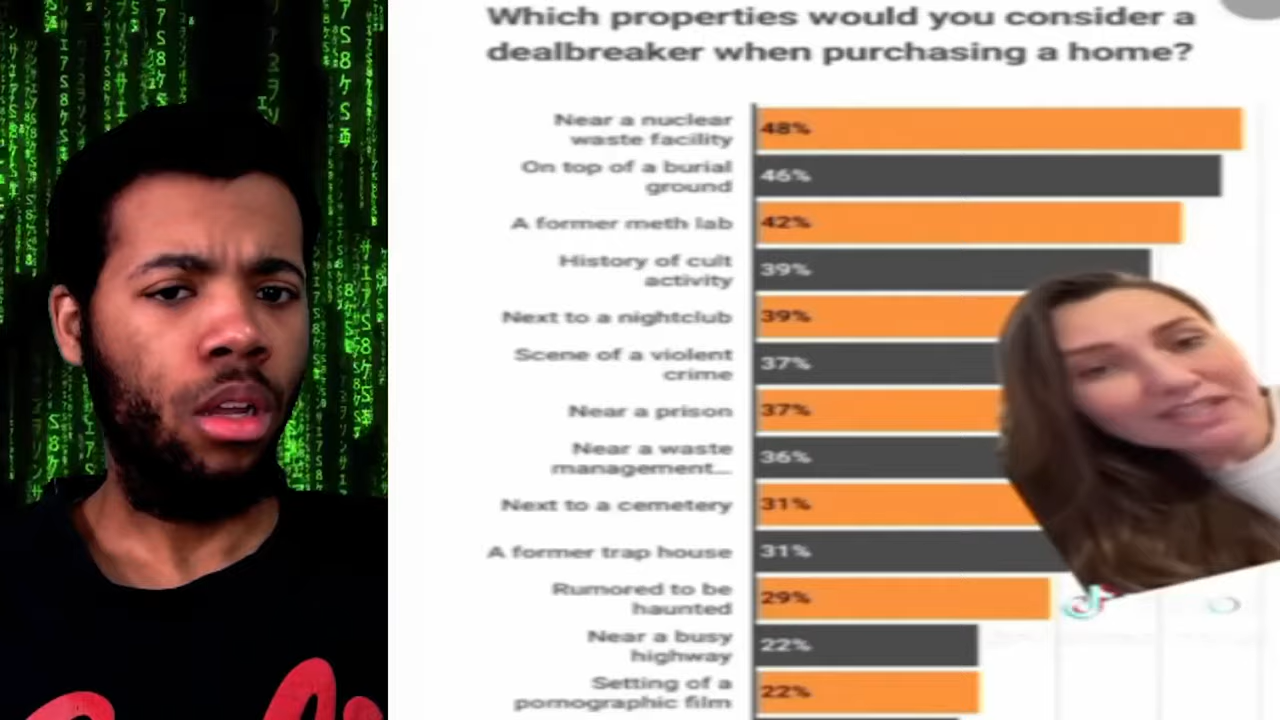 Which properties would you consider a
dealbreaker when purchasing a home?
Near a nuclear
waste facility
48%
On top of a burial
ground
46%
A former meth lab
42%
History of cult
activity
39%
Next to a nightclub
39%
Scene of a violent
crime
37%
Near a prison
37%
Near a waste
management...
36%
Next to a cemetery
31%
A former trap house
31%
Rumored to be
haunted
29%
Near a busy
highway
22%
Setting of a
pornographic film
22%